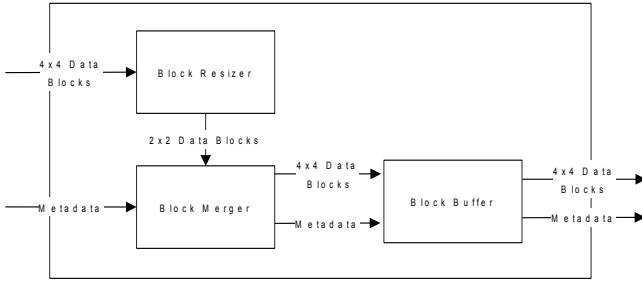 4x4 Data
Blocks
Block Resizer
2x2 Data Blocks
4x4 Data
Blocks
4x4 Data
Blocks
Metadata
Block Merger
Block Buffer
Metadata
Metadata